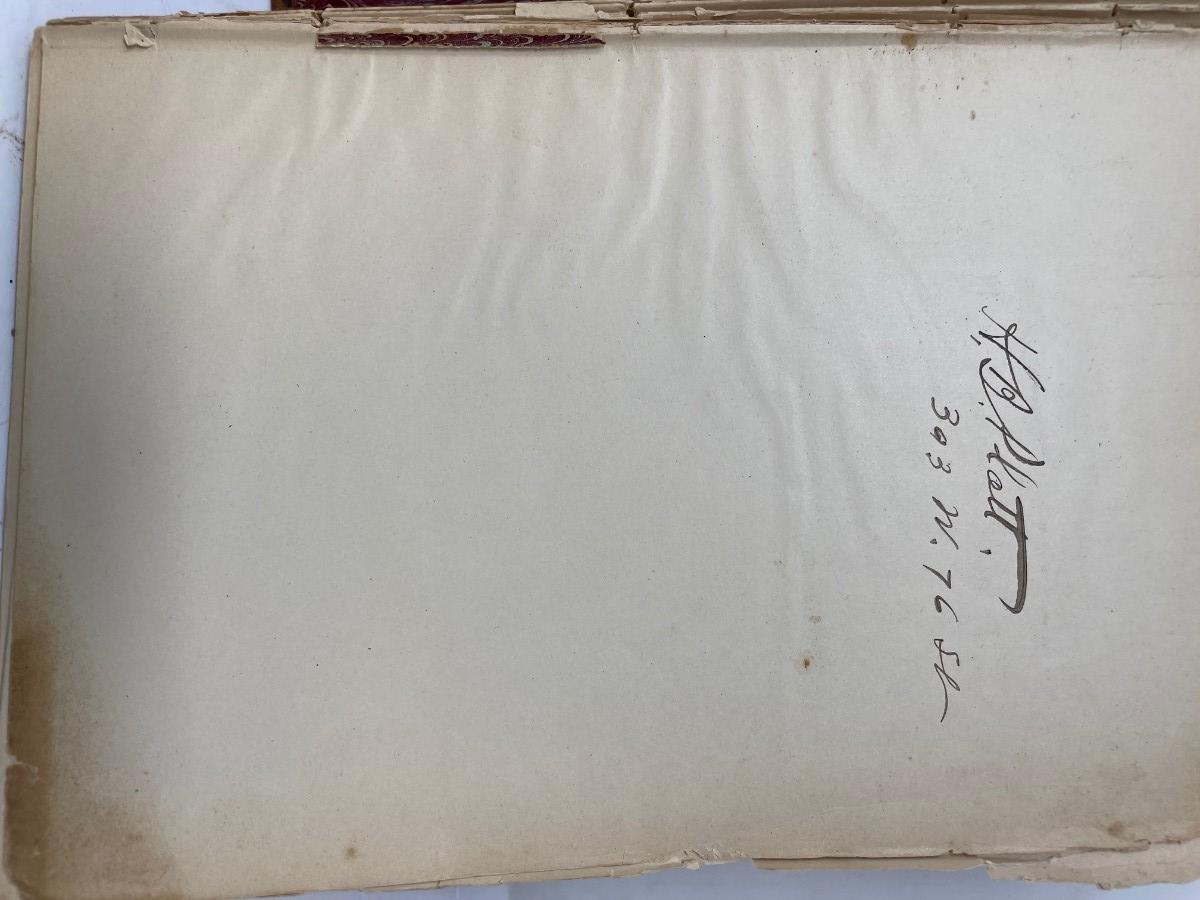 H. B. Platt.
303 W. 76 St